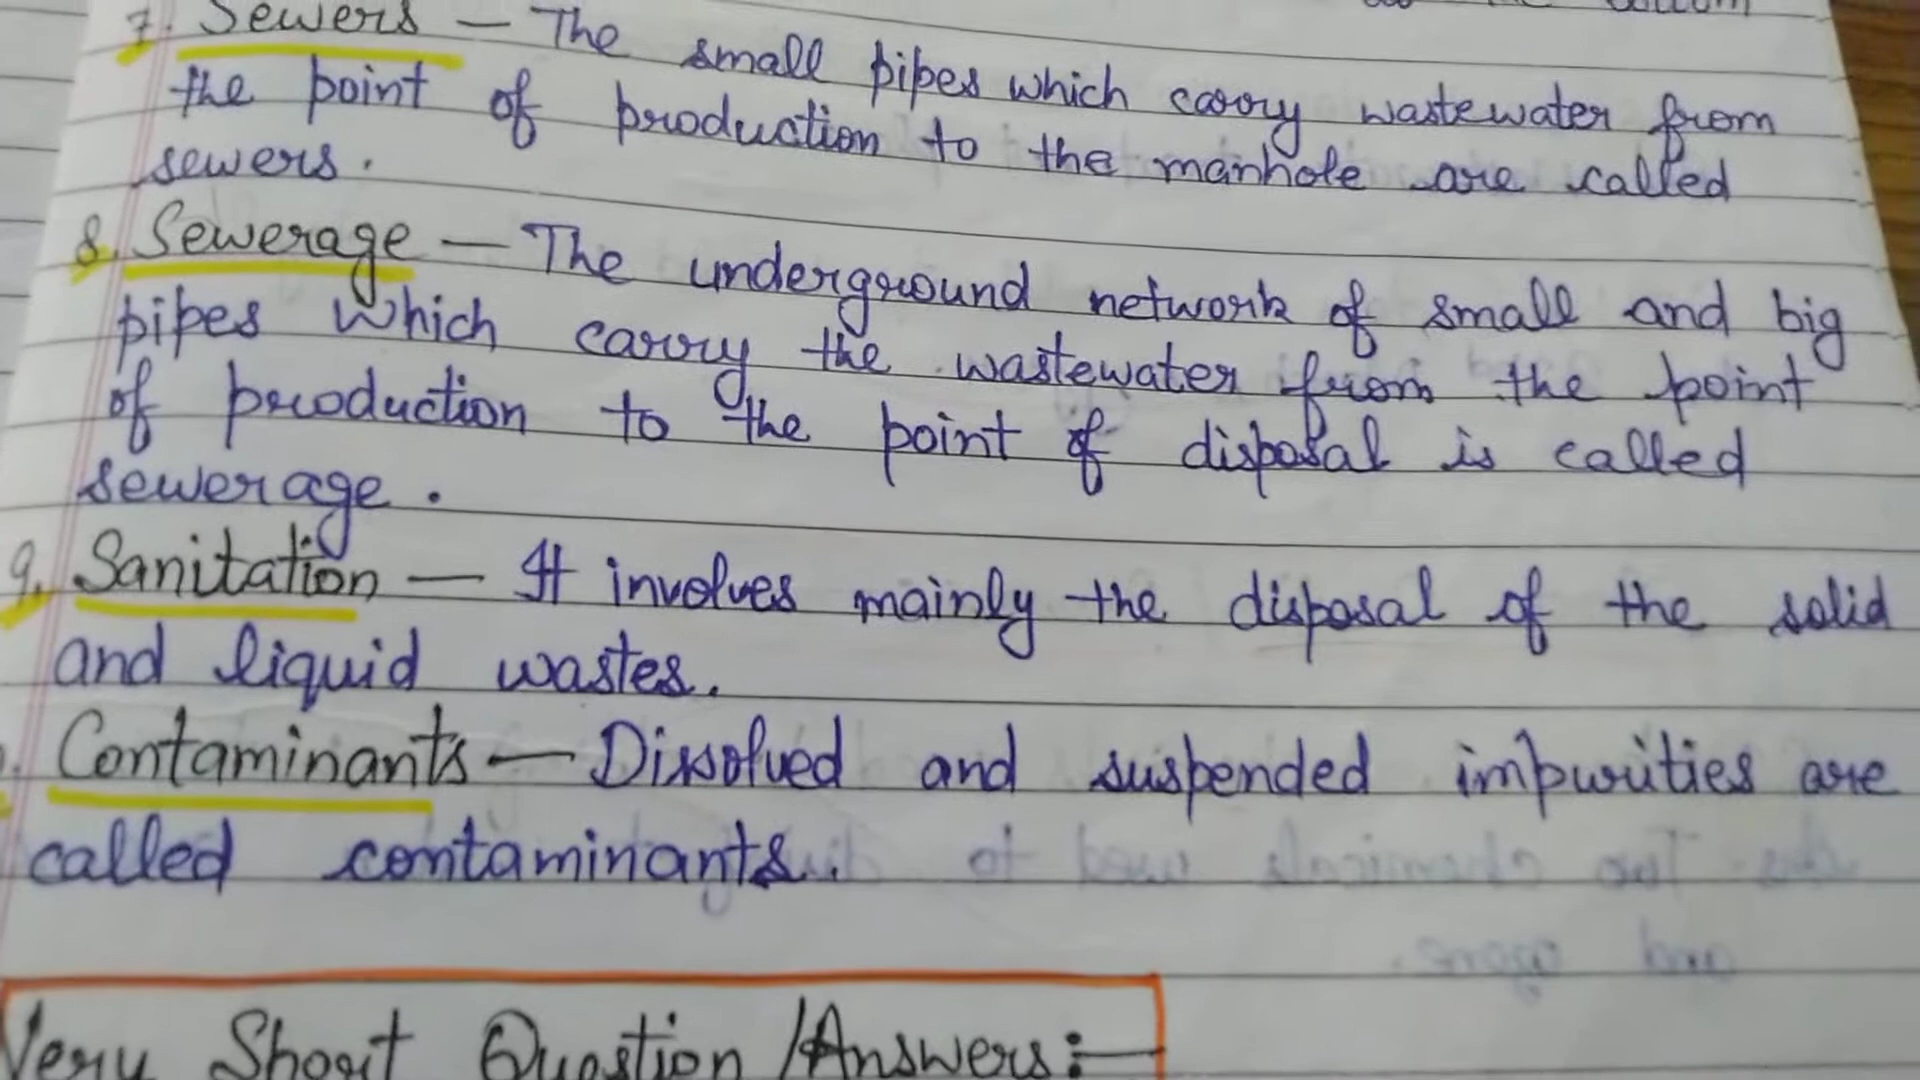 7. Sewers — The small pipes which carry wastewater from
the point of production to the manhole are called
sewers.
8. Sewerage — The underground network of small and big
pipes which carry the wastewater from the point
of production to the point of disposal is called
sewerage.
9. Sanitation — It involves mainly the disposal of the solid
and liquid wastes.
Contaminants — Dissolved and suspended impurities are
called contaminants.
Very Short Question/Answers:—